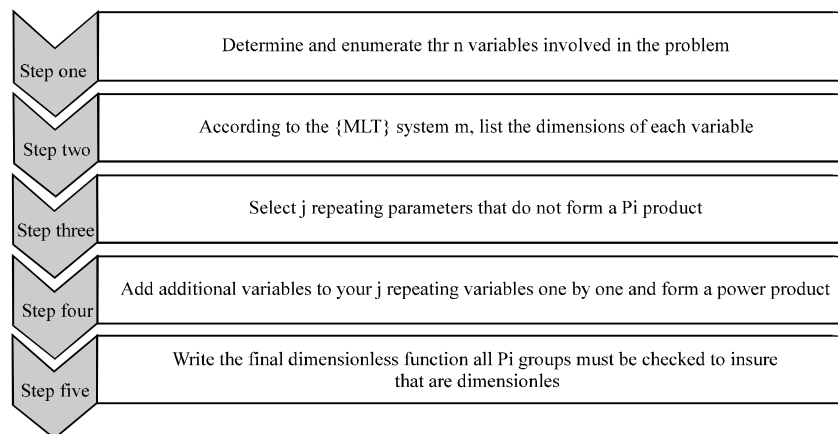 Step one
Determine and enumerate thr n variables involved in the problem
Step two
According to the {MLT} system m, list the dimensions of each variable
Step three
Select j repeating parameters that do not form a Pi product
Step four
Add additional variables to your j repeating variables one by one and form a power product
Step five
Write the final dimensionless function all Pi groups must be checked to insure
that are dimensionles